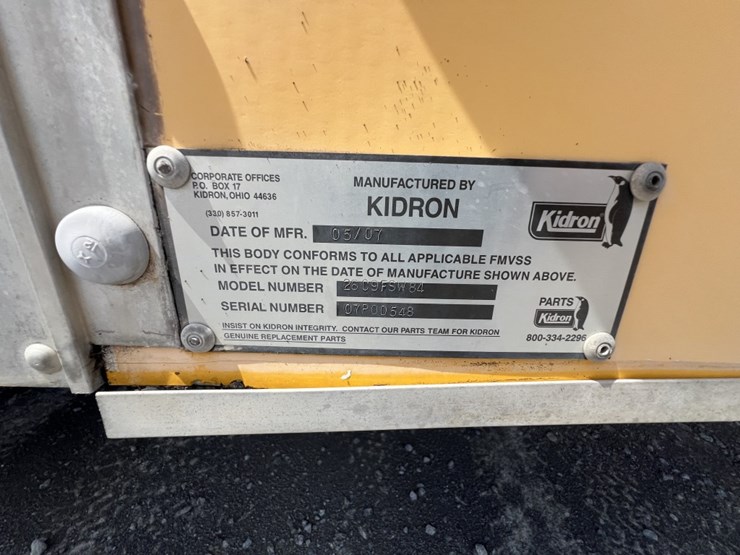 CORPORATE OFFICES
P.O. BOX 17
KIDRON, OHIO 44636
(330) 857-3011
MANUFACTURED BY
KIDRON
Kidron
DATE OF MFR. 05/07
THIS BODY CONFORMS TO ALL APPLICABLE FMVSS
IN EFFECT ON THE DATE OF MANUFACTURE SHOWN ABOVE.
MODEL NUMBER
SERIAL NUMBER 07P00548
PARTS
Kidron
800-334-2296
INSIST ON KIDRON INTEGRITY. CONTACT OUR PARTS TEAM FOR KIDRON
GENUINE REPLACEMENT PARTS